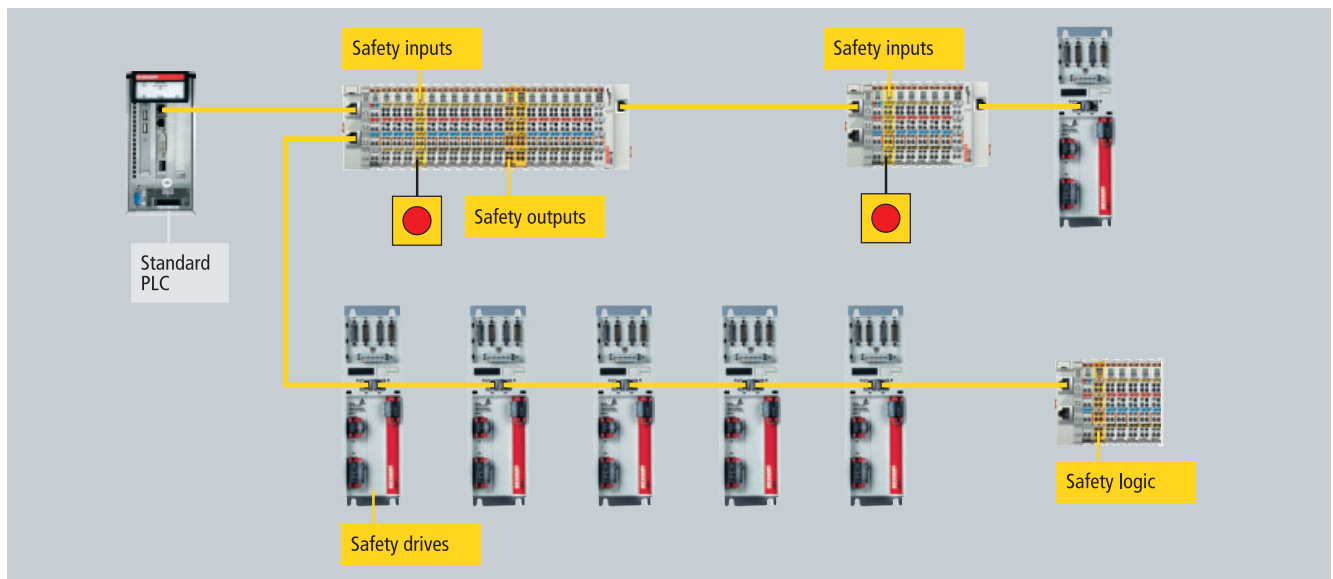 Safety inputs
Safety inputs
Safety outputs
Standard
PLC
Safety logic
Safety drives